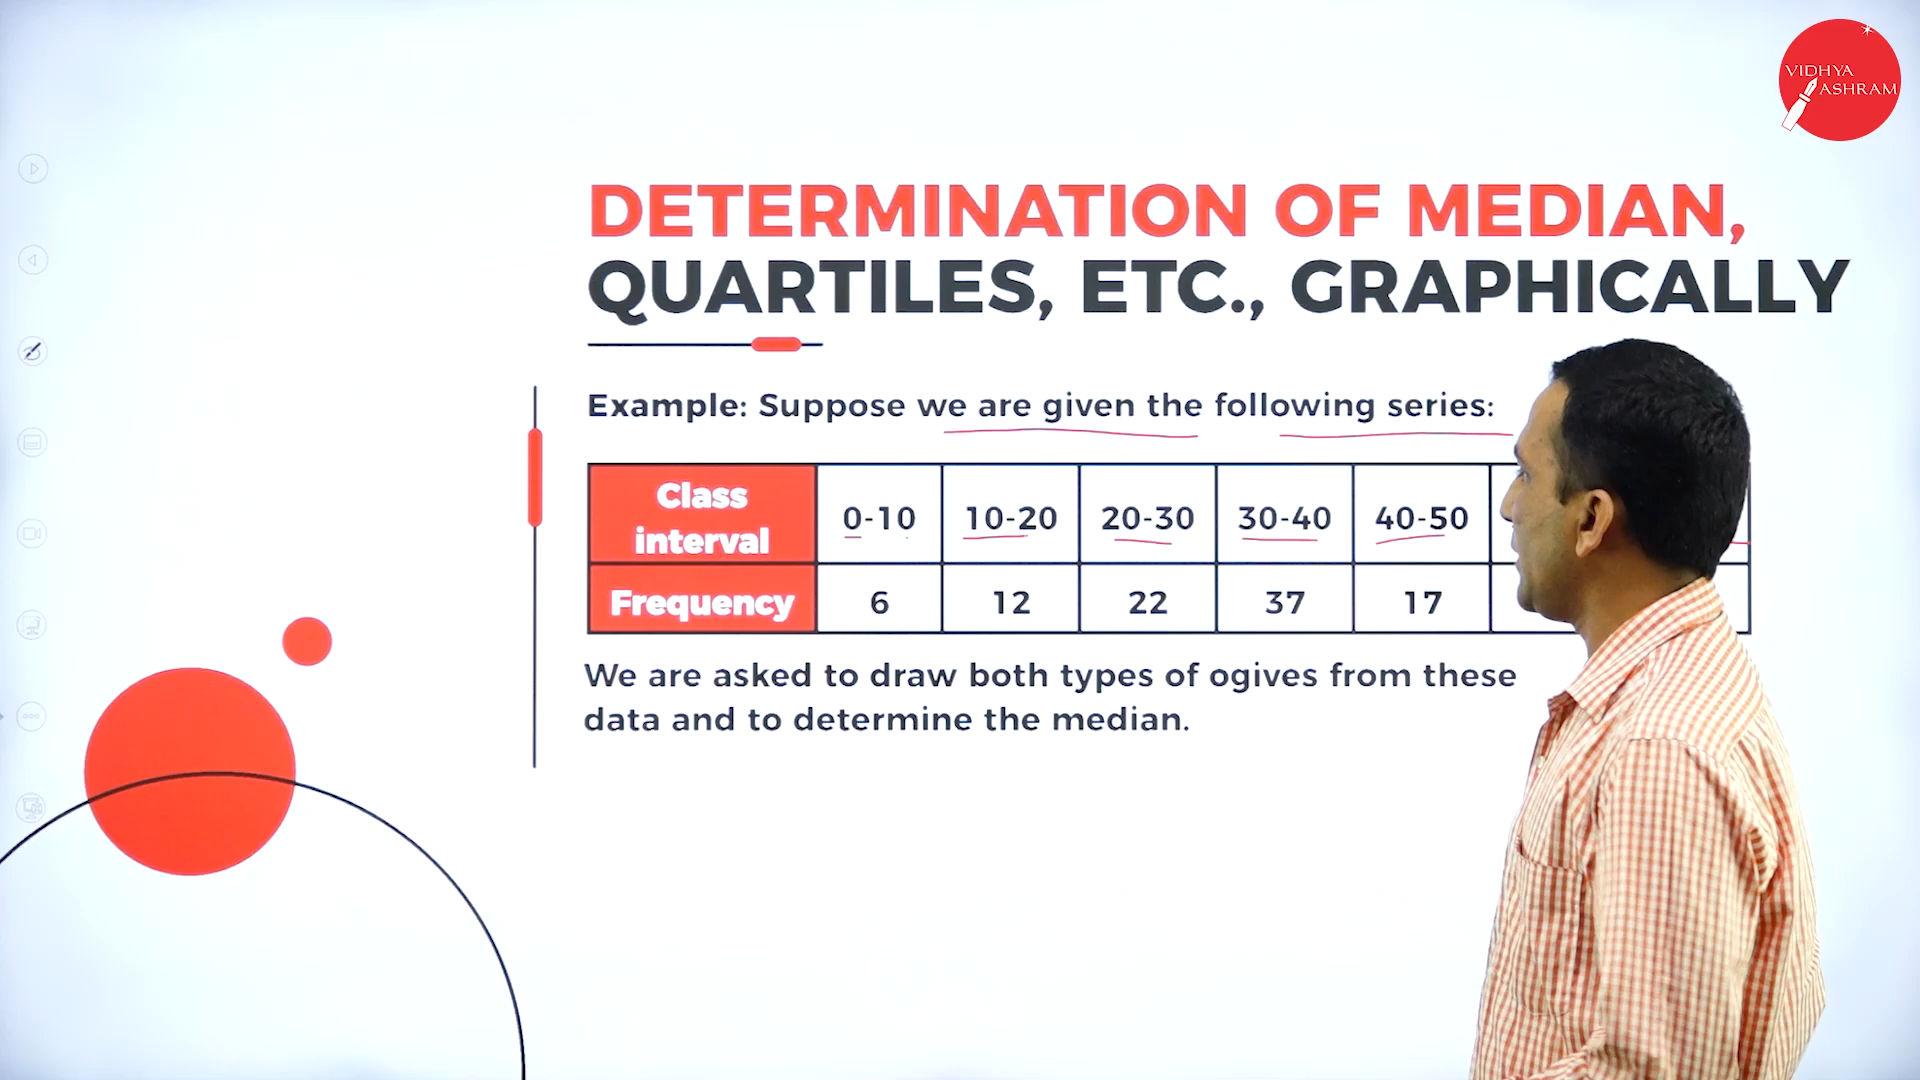 VIDHYA
ASHRAM
DETERMINATION OF MEDIAN,
QUARTILES, ETC., GRAPHICALLY
Example: Suppose we are given the following series:
Class interval 0-10 10-20 20-30 30-40 40-50
Frequency 6 12 22 37 17
We are asked to draw both types of ogives from these
data and to determine the median.